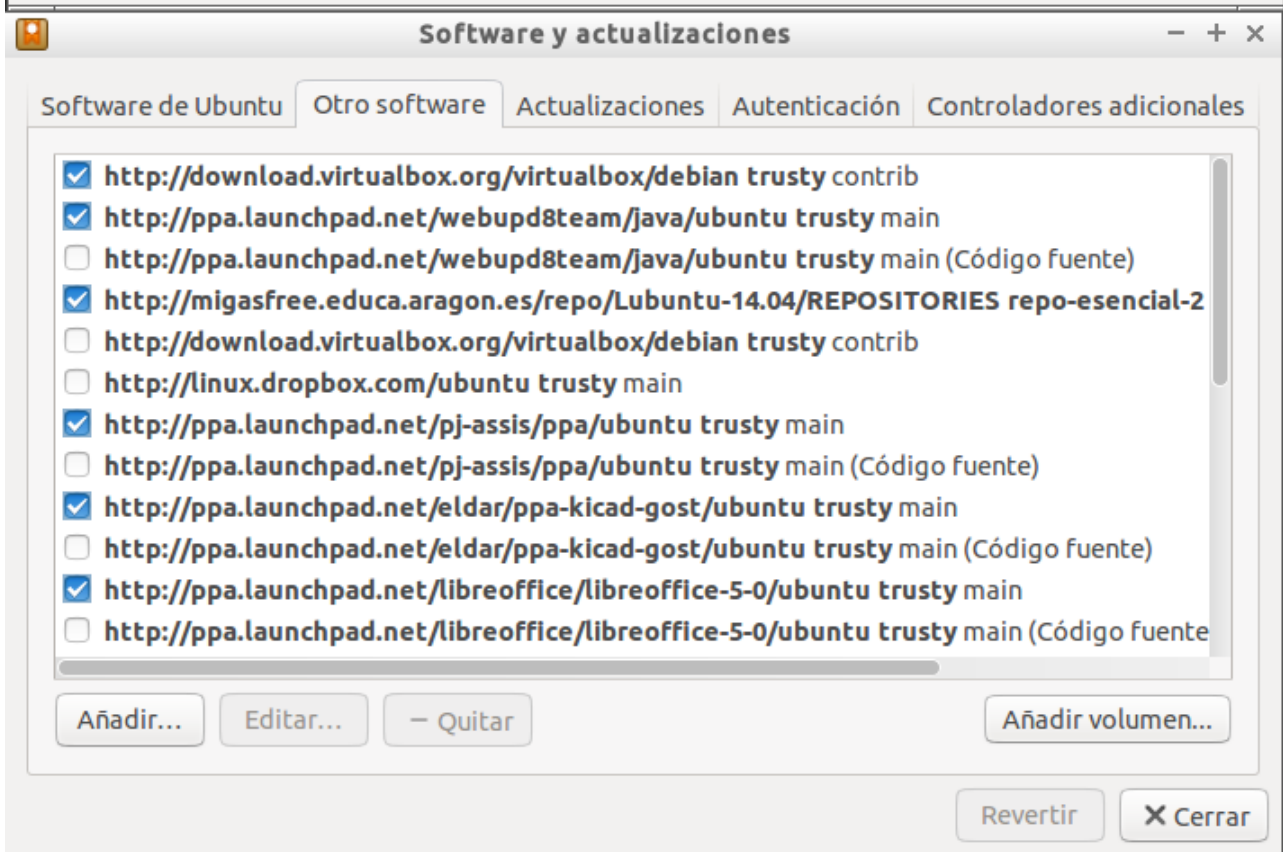 Software y actualizaciones
Software de Ubuntu Otro software Actualizaciones Autenticación Controladores adicionales
http://download.virtualbox.org/virtualbox/debian trusty contrib
http://ppa.launchpad.net/webupd8team/java/ubuntu trusty main
http://ppa.launchpad.net/webupd8team/java/ubuntu trusty main (Código fuente)
http://migasfree.educa.aragon.es/repo/Lubuntu-14.04/REPOSITORIES repo-esencial-2
http://download.virtualbox.org/virtualbox/debian trusty contrib
http://linux.dropbox.com/ubuntu trusty main
http://ppa.launchpad.net/pj-assis/ppa/ubuntu trusty main
http://ppa.launchpad.net/pj-assis/ppa/ubuntu trusty main (Código fuente)
http://ppa.launchpad.net/eldar/ppa-kicad-gost/ubuntu trusty main
http://ppa.launchpad.net/eldar/ppa-kicad-gost/ubuntu trusty main (Código fuente)
http://ppa.launchpad.net/libreoffice/libreoffice-5-0/ubuntu trusty main
http://ppa.launchpad.net/libreoffice/libreoffice-5-0/ubuntu trusty main (Código fuente
Añadir... Editar... − Quitar Añadir volumen...
Revertir Cerrar